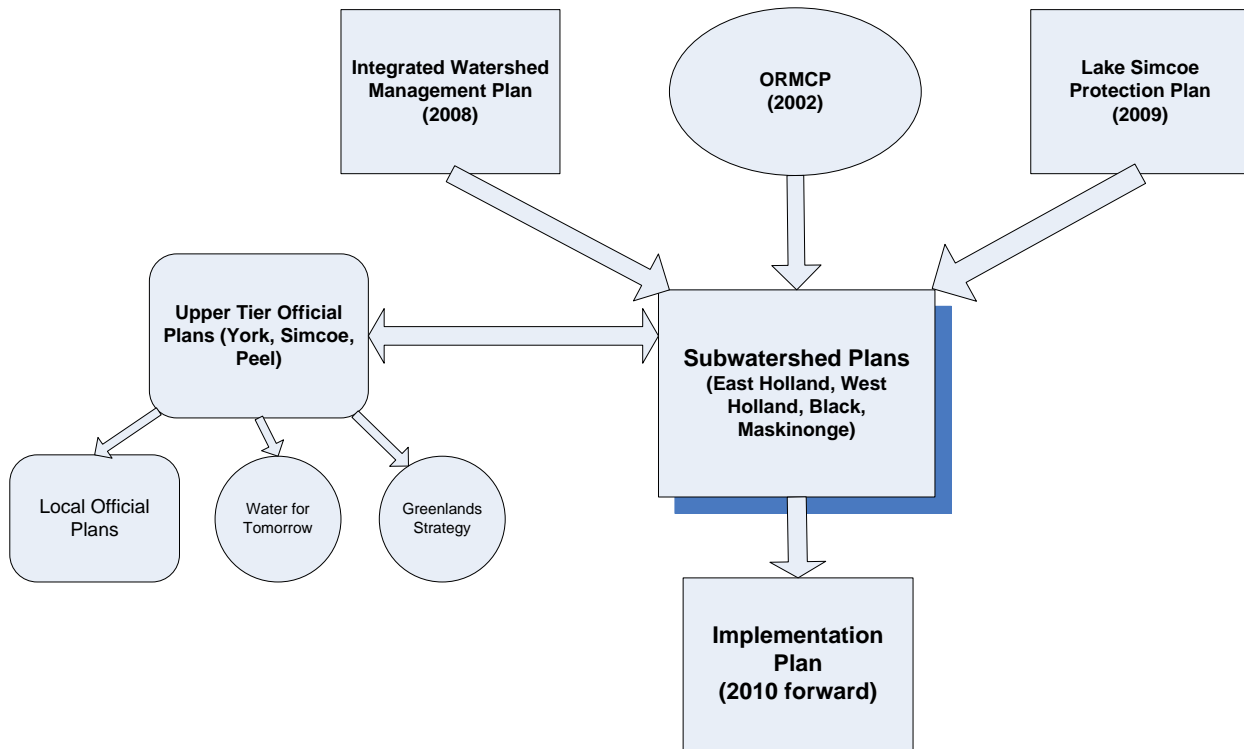 Integrated Watershed
Management Plan
(2008)
ORMCP
(2002)
Lake Simcoe
Protection Plan
(2009)
Upper Tier Official
Plans (York, Simcoe,
Peel)
Subwatershed Plans
(East Holland, West
Holland, Black,
Maskinonge)
Local Official
Plans
Water for
Tomorrow
Greenlands
Strategy
Implementation
Plan
(2010 forward)